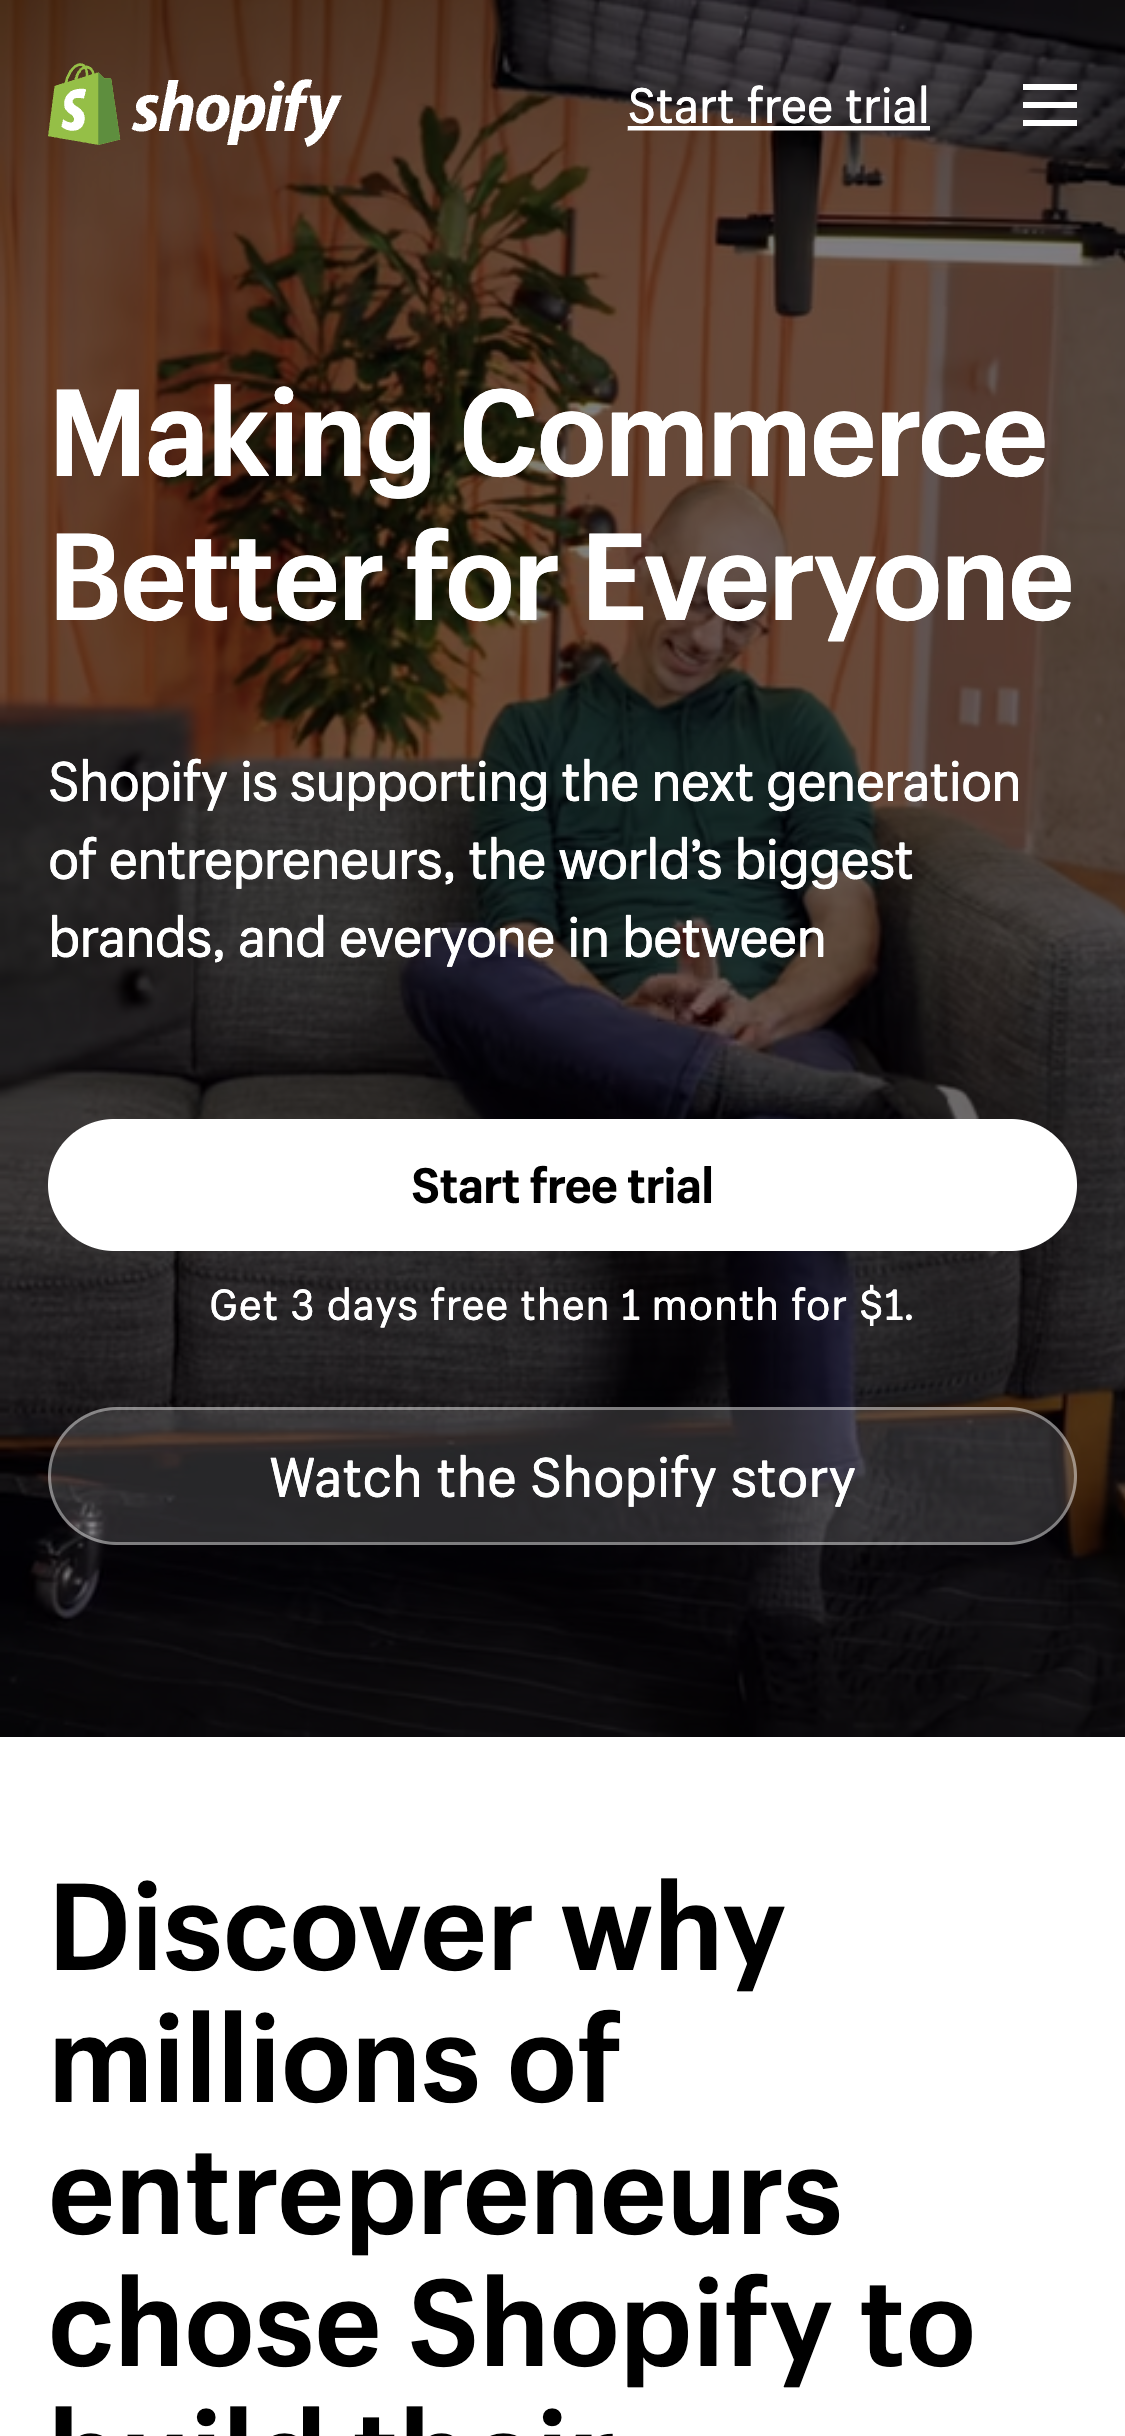 shopify
Start free trial
Making Commerce
Better for Everyone
Shopify is supporting the next generation
of entrepreneurs, the world’s biggest
brands, and everyone in between
Start free trial
Get 3 days free then 1 month for $1.
Watch the Shopify story
Discover why
millions of
entrepreneurs
chose Shopify to
build their